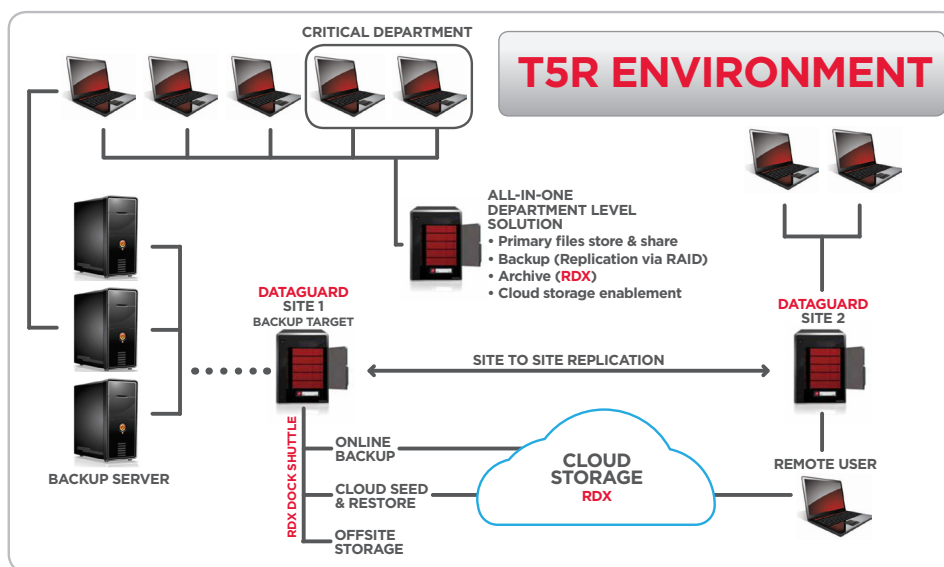 CRITICAL DEPARTMENT
T5R ENVIRONMENT
ALL-IN-ONE
DEPARTMENT LEVEL
SOLUTION
• Primary files store & share
• Backup (Replication via RAID)
• Archive (RDX)
• Cloud storage enablement
DATAGUARD
SITE 1
BACKUP TARGET
DATAGUARD
SITE 2
SITE TO SITE REPLICATION
BACKUP SERVER
RDX DOCK SHUTTLE
ONLINE
BACKUP
CLOUD SEED
& RESTORE
OFFSITE
STORAGE
CLOUD
STORAGE
RDX
REMOTE USER